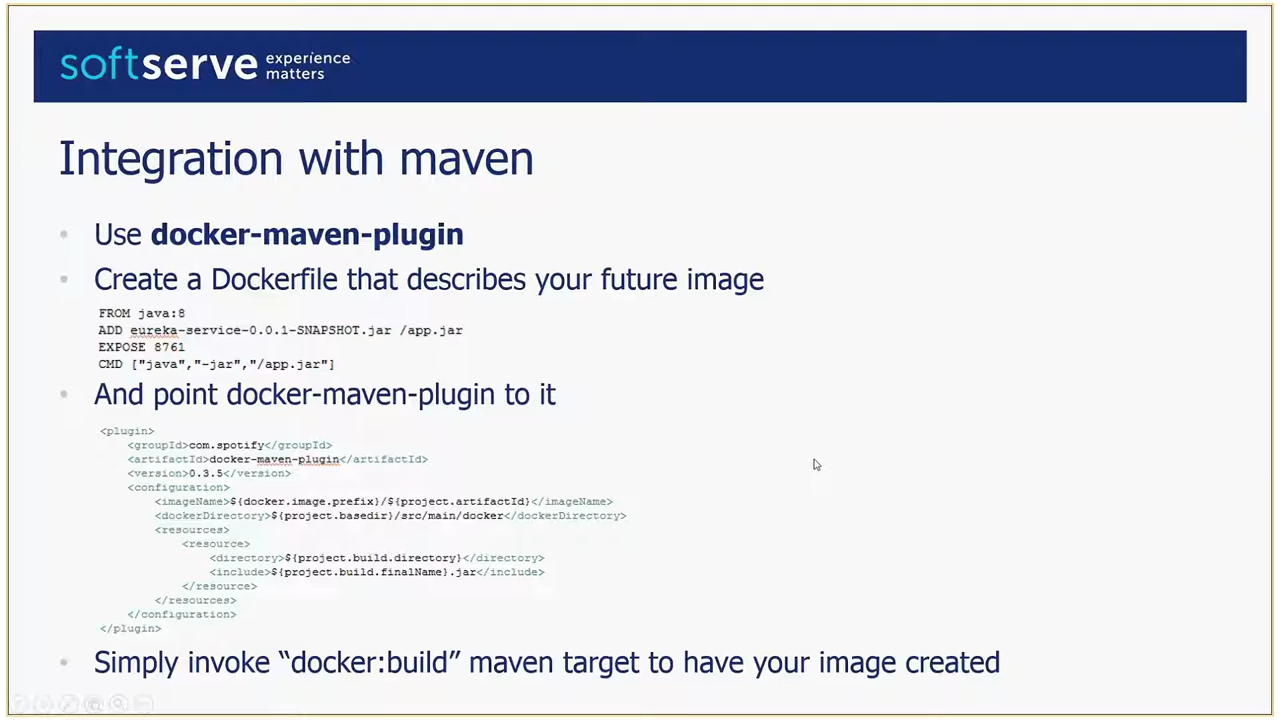 softserve experience matters
Integration with maven
• Use docker-maven-plugin
• Create a Dockerfile that describes your future image
FROM java:8
ADD eureka-service-0.0.1-SNAPSHOT.jar /app.jar
EXPOSE 8761
CMD ["java","-jar","/app.jar"]
• And point docker-maven-plugin to it
<plugin>
    <groupId>com.spotify</groupId>
    <artifactId>docker-maven-plugin</artifactId>
    <version>0.3.5</version>
    <configuration>
        <imageName>${docker.image.prefix}/${project.artifactId}</imageName>
        <dockerDirectory>${project.basedir}/src/main/docker</dockerDirectory>
        <resources>
            <resource>
                <directory>${project.build.directory}</directory>
                <include>${project.build.finalName}.jar</include>
            </resource>
        </resources>
    </configuration>
</plugin>
• Simply invoke “docker:build” maven target to have your image created